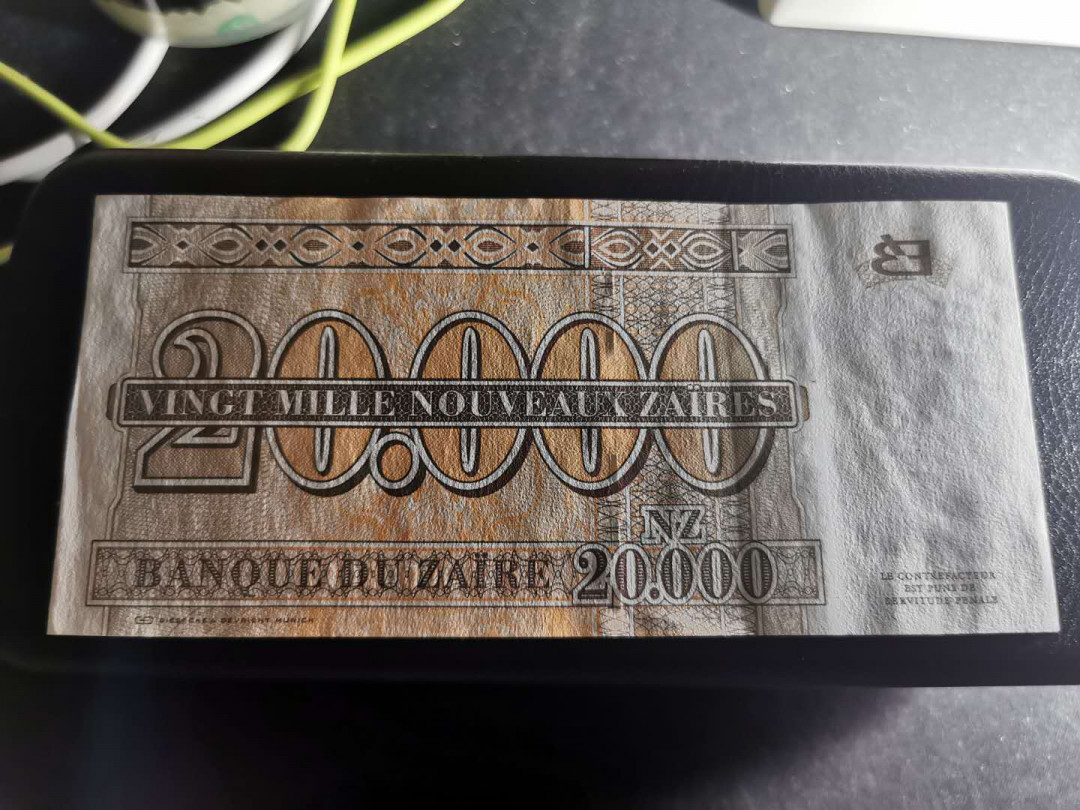 20.000
VINGT MILLE NOUVEAUX ZAÏRES
NZ
BANQUE DU ZAÏRE 20.000
GIESECKE & DEVRIENT MUNICH
LE CONTREFACTEUR
EST PUNI DE
SERVITUDE PENALE